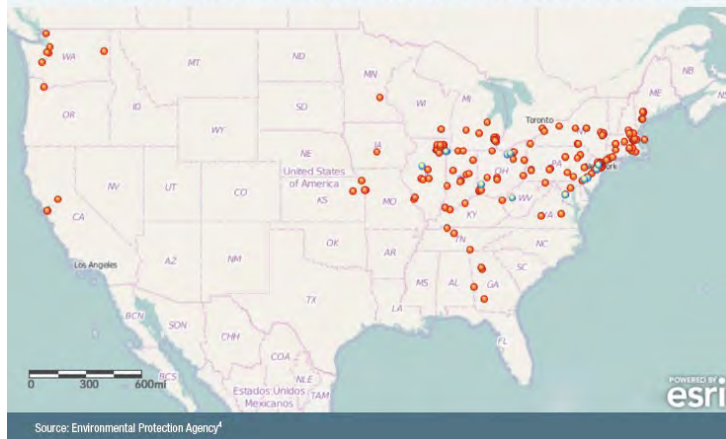 WA
MT
ND
MN
OR
ID
SD
WI
MI
Toronto
ME
NB
NS
WY
IA
NE
NV
UT
CO
United States
of America
KS
MO
OH
PA
WV
CA
KY
VA
Los Angeles
AZ
NM
OK
AR
TN
NC
SC
MS
AL
GA
TX
LA
FL
BCN
SON
CHH
COA
BCS
NLE
TAM
Estados Unidos
Mexicanos
0 300 600mi
POWERED BY
esri
Source: Environmental Protection Agency4